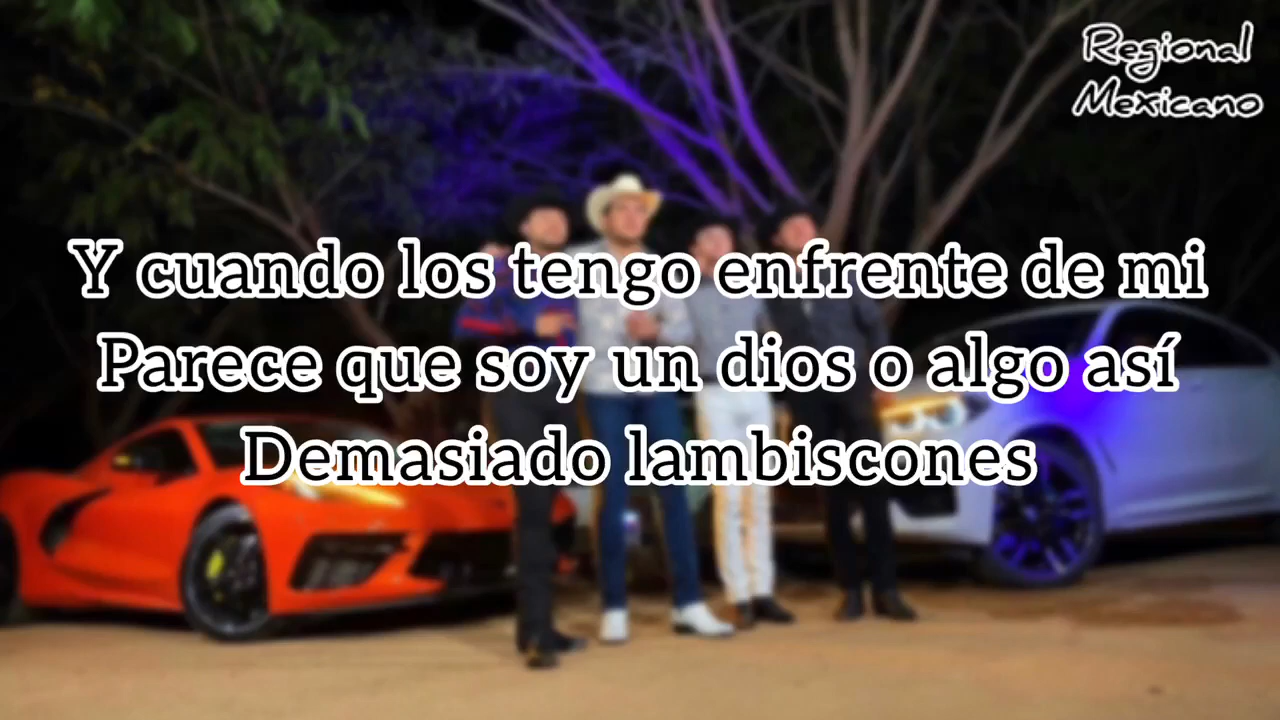 Regional
Mexicano
Y cuando los tengo enfrente de mi
Parece que soy un dios o algo así
Demasiado lambiscones